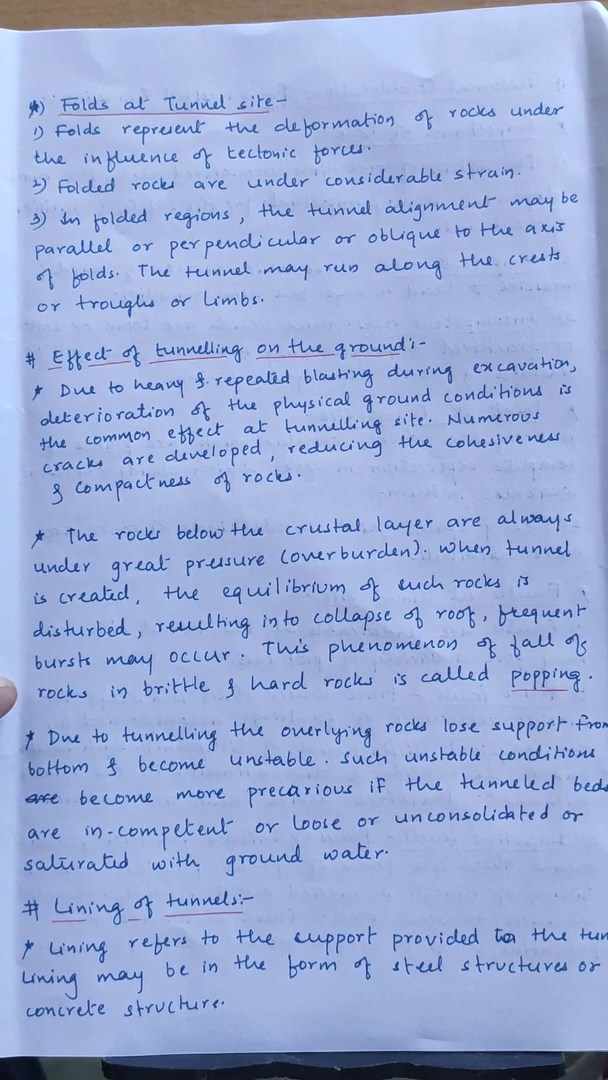 *) Folds at Tunnel site-
1) Folds represent the deformation of rocks under
the influence of tectonic forces.
2) Folded rocks are under considerable strain.
3) In folded regions, the tunnel alignment may be
parallel or perpendicular or oblique to the axis
of folds. The tunnel may run along the crests
or troughs or limbs.
# Effect of tunnelling on the ground:-
* Due to heavy & repeated blasting during excavation,
deterioration of the physical ground conditions is
the common effect at tunnelling site. Numerous
cracks are developed, reducing the cohesiveness
& compactness of rocks.
* The rocks below the crustal layer are always
under great pressure (overburden). When tunnel
is created, the equilibrium of such rocks is
disturbed, resulting into collapse of roof, frequent
bursts may occur. This phenomenon of fall of
rocks in brittle & hard rocks is called popping.
* Due to tunnelling the overlying rocks lose support from
bottom & become unstable. Such unstable conditions
are become more precarious if the tunneled beds
are in-competent or loose or unconsolidated or
saturated with ground water.
# Lining of tunnels:-
* Lining refers to the support provided to the tun
Lining may be in the form of steel structures or
concrete structure.